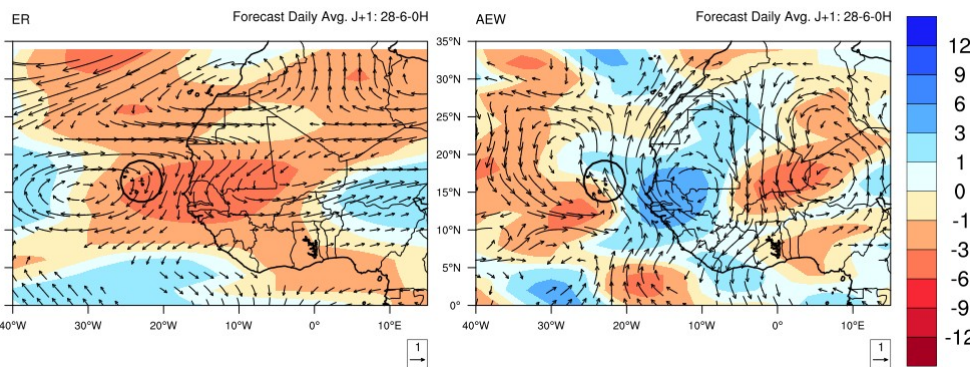 ER Forecast Daily Avg. J+1: 28-6-0H
AEW Forecast Daily Avg. J+1: 28-6-0H
35°N
30°N
25°N
20°N
15°N
10°N
5°N
0°
40°W 30°W 20°W 10°W 0° 10°E
40°W 30°W 20°W 10°W 0° 10°E
1
1
12
9
6
3
1
0
-1
-3
-6
-9
-12